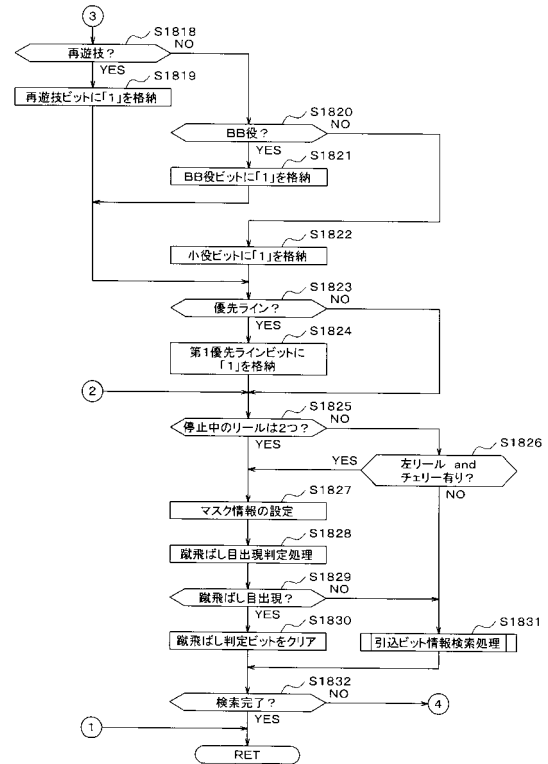 3
S1818
再遊技?
NO
YES
S1819
再遊技ビットに「1」を格納
S1820
BB役?
NO
YES
S1821
BB役ビットに「1」を格納
S1822
小役ビットに「1」を格納
S1823
優先ライン?
NO
YES
S1824
第1優先ラインビットに
「1」を格納
2
S1825
停止中のリールは2つ?
NO
YES
S1826
左リール and
チェリー有り?
YES
NO
S1827
マスク情報の設定
S1828
蹴飛ばし目出現判定処理
S1829
蹴飛ばし目出現?
NO
YES
S1830
蹴飛ばし判定ビットをクリア
S1831
引込ビット情報検索処理
S1832
検索完了?
NO
4
YES
1
RET